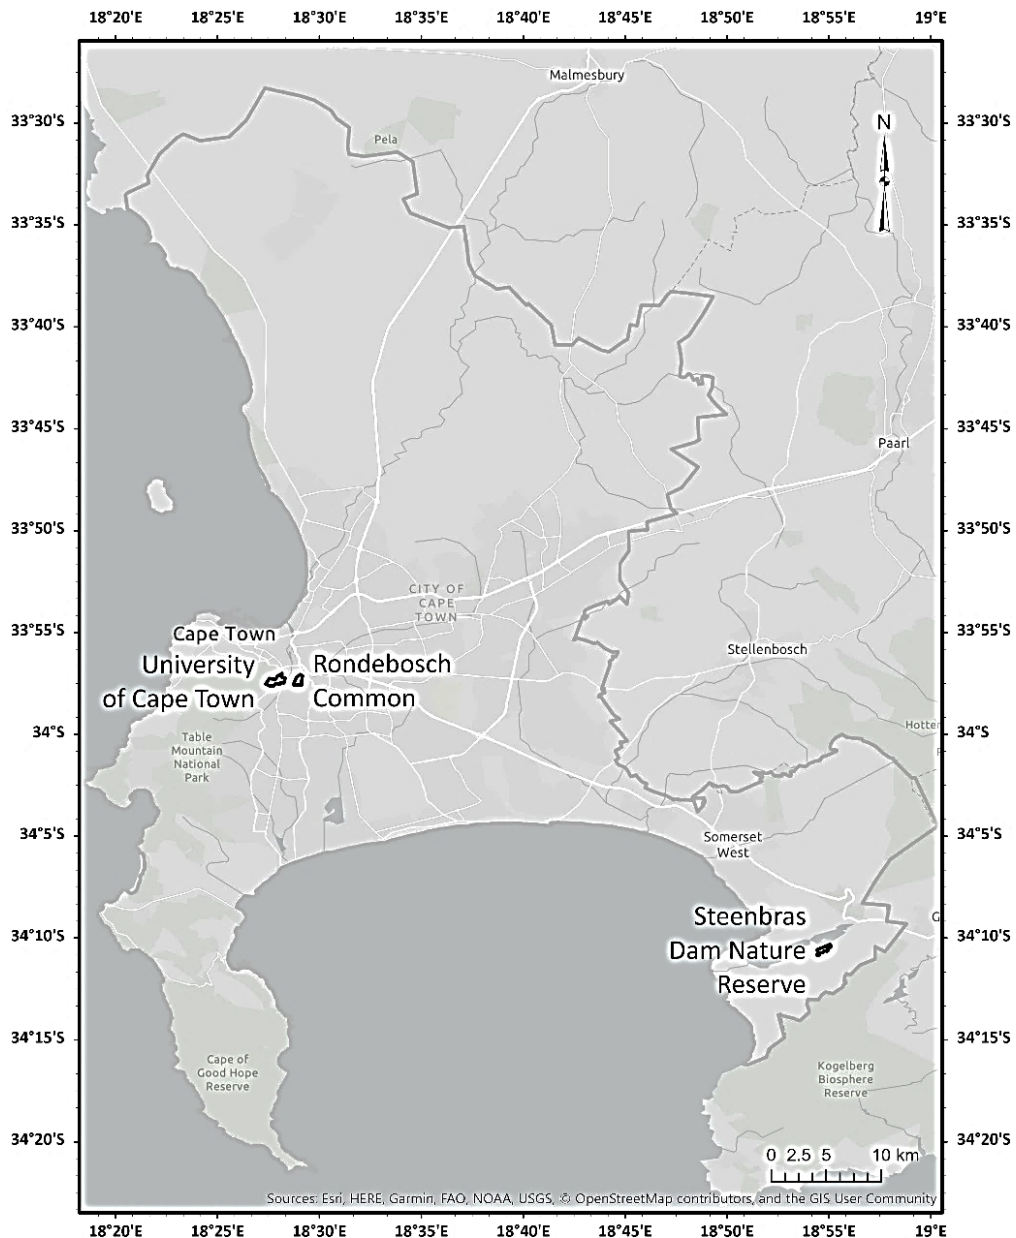 18°20'E 18°25'E 18°30'E 18°35'E 18°40'E 18°45'E 18°50'E 18°55'E 19°E
Malmesbury
33°30'S 33°30'S
N
Pela
33°35'S 33°35'S
33°40'S 33°40'S
33°45'S 33°45'S
Paarl
33°50'S 33°50'S
CITY OF
CAPE
TOWN
33°55'S 33°55'S
Cape Town
Stellenbosch
University
of Cape Town
Rondebosch
Common
34°S 34°S
Hotter
Table
Mountain
National
Park
34°5'S 34°5'S
Somerset
West
Steenbras
Dam Nature
Reserve
G
34°10'S 34°10'S
34°15'S 34°15'S
Cape of
Good Hope
Reserve
Kogelberg
Biosphere
Reserve
34°20'S 34°20'S
0 2.5 5 10 km
Sources: Esri, HERE, Garmin, FAO, NOAA, USGS, © OpenStreetMap contributors, and the GIS User Community
18°20'E 18°25'E 18°30'E 18°35'E 18°40'E 18°45'E 18°50'E 18°55'E 19°E